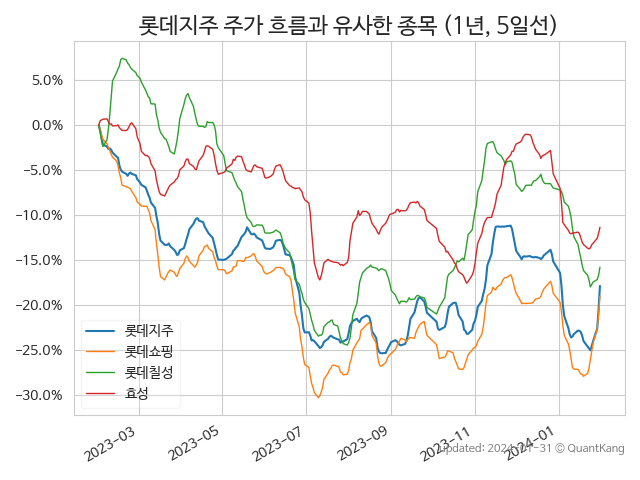 롯데지주 주가 흐름과 유사한 종목 (1년, 5일선)
5.0%
0.0%
−5.0%
−10.0%
−15.0%
−20.0%
−25.0%
−30.0%
롯데지주
롯데쇼핑
롯데칠성
효성
2023-03
2023-05
2023-07
2023-09
2023-11
2024-01
updated: 2024-01-31 © QuantKang